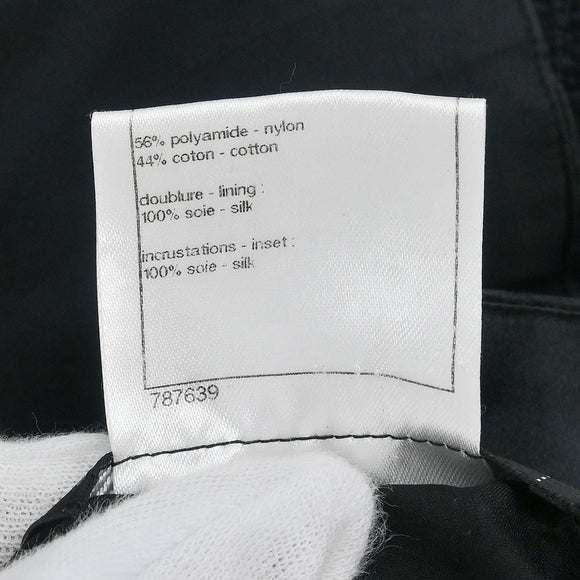 56% polyamide - nylon
44% coton - cotton
doublure - lining :
100% soie - silk
incrustations - inset :
100% soie - silk
787639